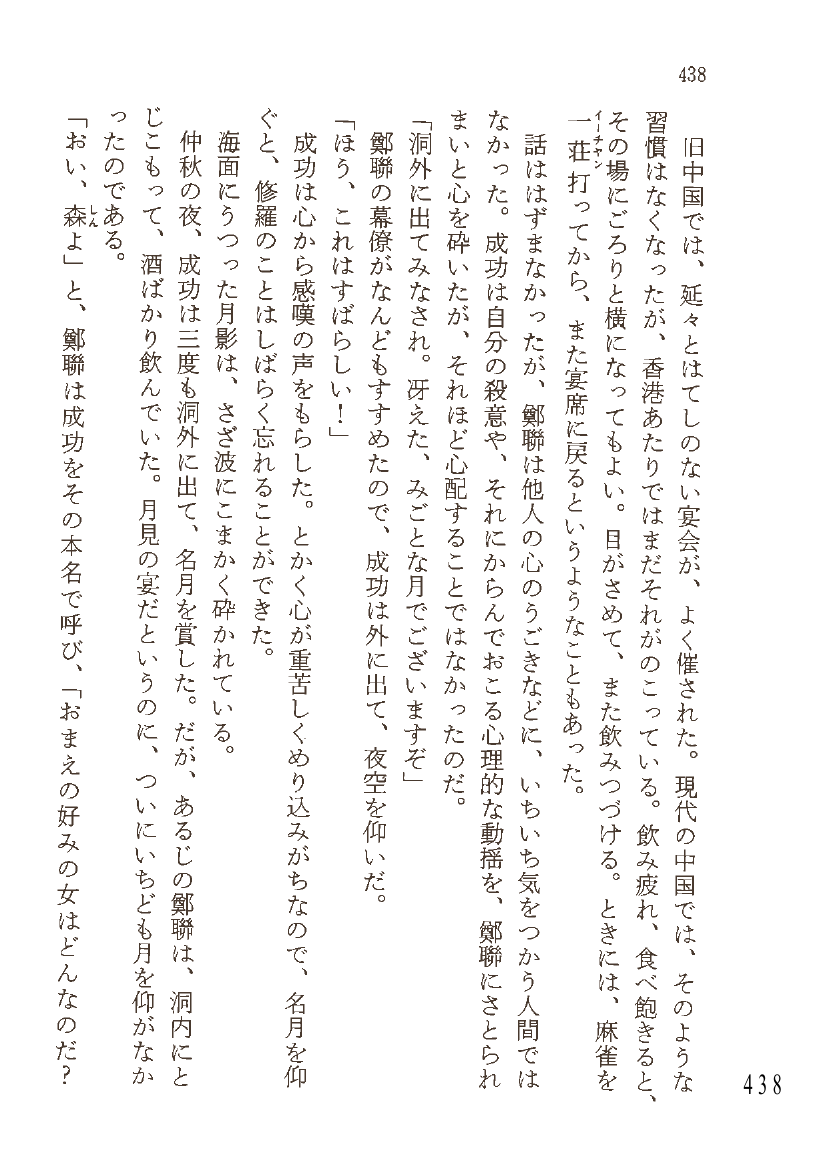 438
旧中国では、延々とはてしのない宴会が、よく催された。現代の中国では、そのような
習慣はなくなったが、香港あたりではまだそれがのこっている。飲み疲れ、食べ飽きると、
その場にごろりと横になってもよい。目がさめて、また飲みつづける。ときには、麻雀を
一荘打ってから、また宴席に戻るというようなこともあった。
イーチャン
話ははずまなかったが、鄭聯は他人の心のうごきなどに、いちいち気をつかう人間では
なかった。成功は自分の殺意や、それにからんでおこる心理的な動揺を、鄭聯にさとられ
まいと心を砕いたが、それほど心配することではなかったのだ。
「洞外に出てみなされ。冴えた、みごとな月でございますぞ」
鄭聯の幕僚がなんどもすすめたので、成功は外に出て、夜空を仰いだ。
「ほう、これはすばらしい！」
成功は心から感嘆の声をもらした。とかく心が重苦しくめり込みがちなので、名月を仰
ぐと、修羅のことはしばらく忘れることができた。
海面にうつった月影は、さざ波にこまかく砕かれている。
仲秋の夜、成功は三度も洞外に出て、名月を賞した。だが、あるじの鄭聯は、洞内にと
じこもって、酒ばかり飲んでいた。月見の宴だというのに、ついにいちども月を仰がなか
ったのである。
「おい、森よ」と、鄭聯は成功をその本名で呼び、「おまえの好みの女はどんなのだ？
しん
438